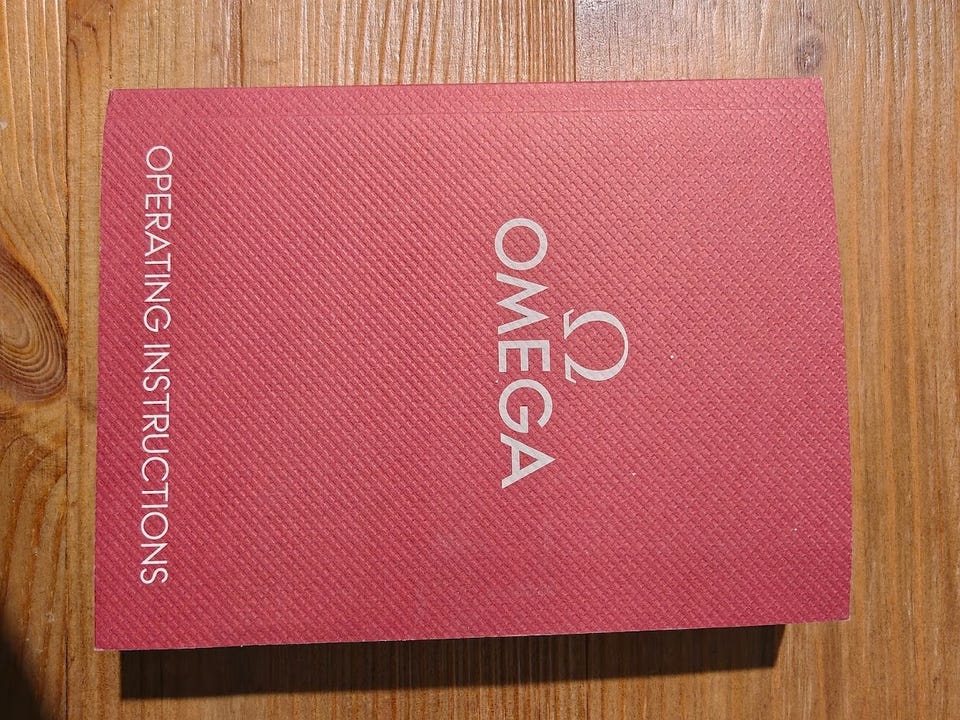 Ω
OMEGA
OPERATING INSTRUCTIONS